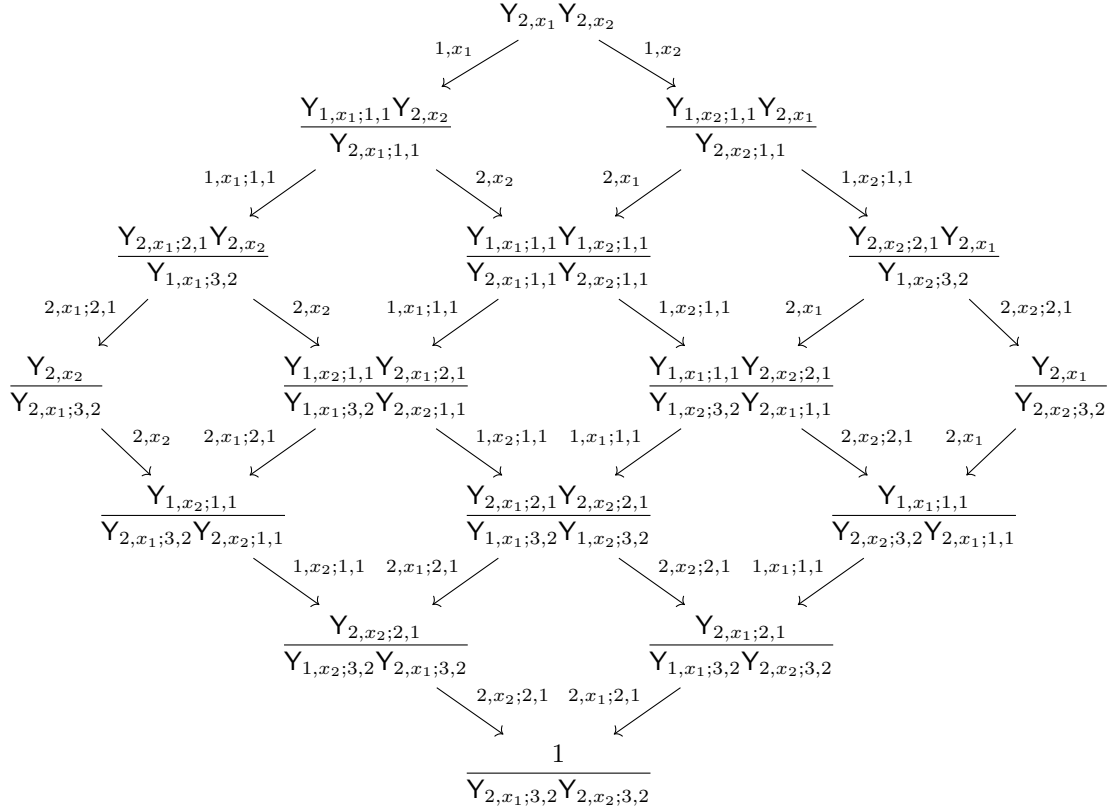 Y_{2,x_1} Y_{2,x_2}
1,x_1 1,x_2
Y_{1,x_1;1,1} Y_{2,x_2} Y_{1,x_2;1,1} Y_{2,x_1}
Y_{2,x_1;1,1} Y_{2,x_2;1,1}
1,x_1;1,1 2,x_2 2,x_1 1,x_2;1,1
Y_{2,x_1;2,1} Y_{2,x_2} Y_{1,x_1;1,1} Y_{1,x_2;1,1} Y_{2,x_2;2,1} Y_{2,x_1}
Y_{1,x_1;3,2} Y_{2,x_1;1,1} Y_{2,x_2;1,1} Y_{1,x_2;3,2}
2,x_1;2,1 2,x_2 1,x_1;1,1 1,x_2;1,1 2,x_1 2,x_2;2,1
Y_{2,x_2} Y_{1,x_2;1,1} Y_{2,x_1;2,1} Y_{1,x_1;1,1} Y_{2,x_2;2,1} Y_{2,x_1}
Y_{2,x_1;3,2} Y_{1,x_1;3,2} Y_{2,x_2;1,1} Y_{1,x_2;3,2} Y_{2,x_1;1,1} Y_{2,x_2;3,2}
2,x_2 2,x_1;2,1 1,x_2;1,1 1,x_1;1,1 2,x_2;2,1 2,x_1
Y_{1,x_2;1,1} Y_{2,x_1;2,1} Y_{2,x_2;2,1} Y_{1,x_1;1,1}
Y_{2,x_1;3,2} Y_{2,x_2;1,1} Y_{1,x_1;3,2} Y_{1,x_2;3,2} Y_{2,x_2;3,2} Y_{2,x_1;1,1}
1,x_2;1,1 2,x_1;2,1 2,x_2;2,1 1,x_1;1,1
Y_{2,x_2;2,1} Y_{2,x_1;2,1}
Y_{1,x_2;3,2} Y_{2,x_1;3,2} Y_{1,x_1;3,2} Y_{2,x_2;3,2}
2,x_2;2,1 2,x_1;2,1
1
Y_{2,x_1;3,2} Y_{2,x_2;3,2}